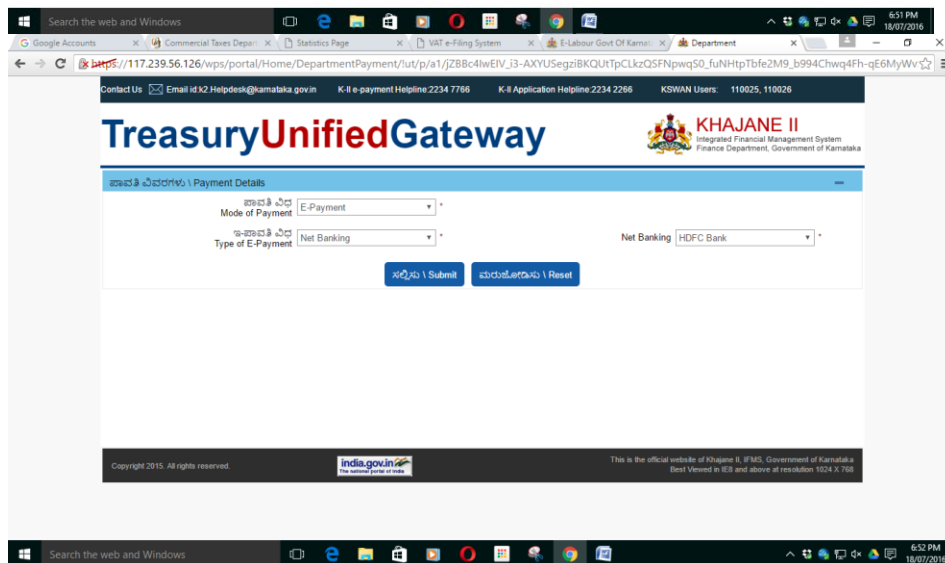 Search the web and Windows
6:51 PM
18/07/2016
Google Accounts Commercial Taxes Depart Statistics Page VAT e-Filing System E-Labour Govt Of Karnat Department
https://117.239.56.126/wps/portal/Home/DepartmentPayment/!ut/p/a1/
Contact Us Email id:k2.Helpdesk@karnataka.gov.in K-II e-payment Helpline:2234 7766 K-II Application Helpline:2234 2266 KSWAN Users: 110025, 110026
TreasuryUnifiedGateway
KHAJANE II
Integrated Financial Management System
Finance Department, Government of Karnataka
ಪಾವತಿ ವಿವರಗಳು \ Payment Details
ಪಾವತಿ ವಿಧ
Mode of Payment E-Payment *
ಇ-ಪಾವತಿ ವಿಧ
Type of E-Payment Net Banking * Net Banking HDFC Bank *
ಸಲ್ಲಿಸು \ Submit ಮರುಜೋಡಿಸು \ Reset
Copyright 2015. All rights reserved.
india.gov.in
The national portal of India
This is the official website of Khajane II, IFMS, Government of Karnataka
Best Viewed in IE8 and above at resolution 1024 X 768
Search the web and Windows
6:52 PM
18/07/2016